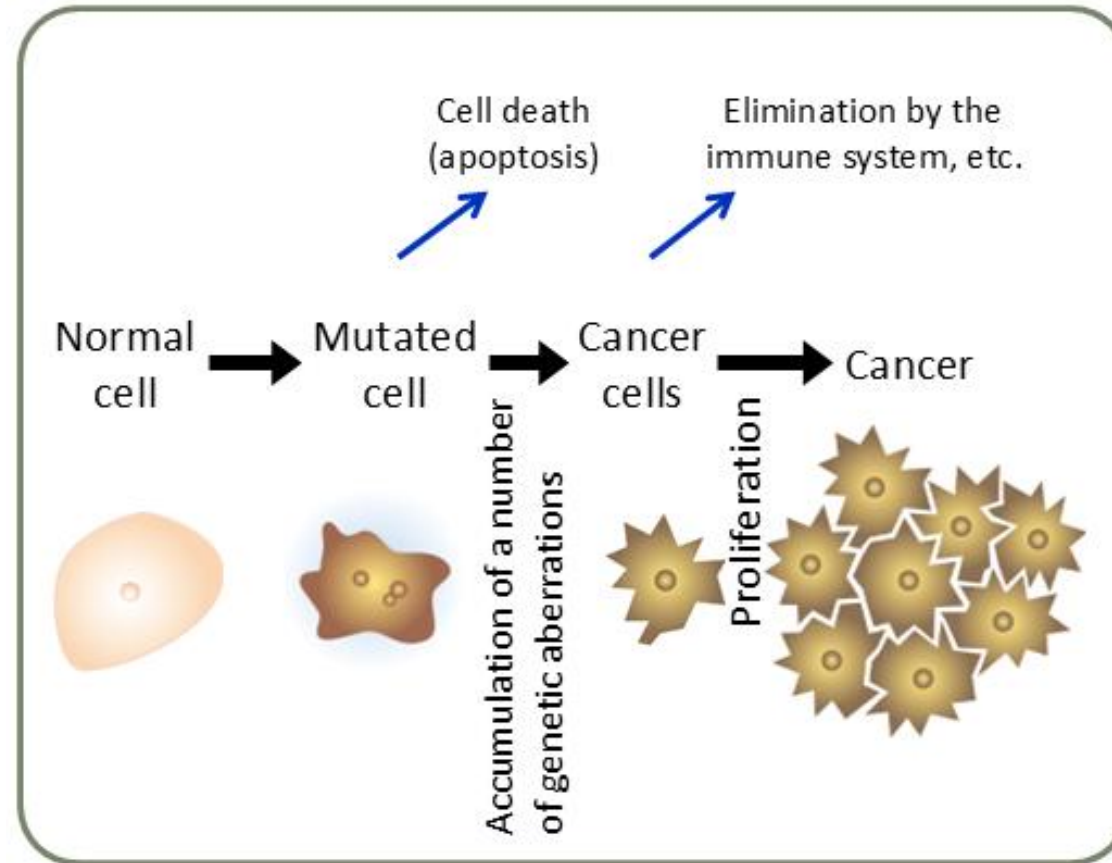 Cell death
(apoptosis)
Elimination by the
immune system, etc.
Normal
cell
Mutated
cell
Cancer
cells
Cancer
Accumulation of a number
of genetic aberrations
Proliferation